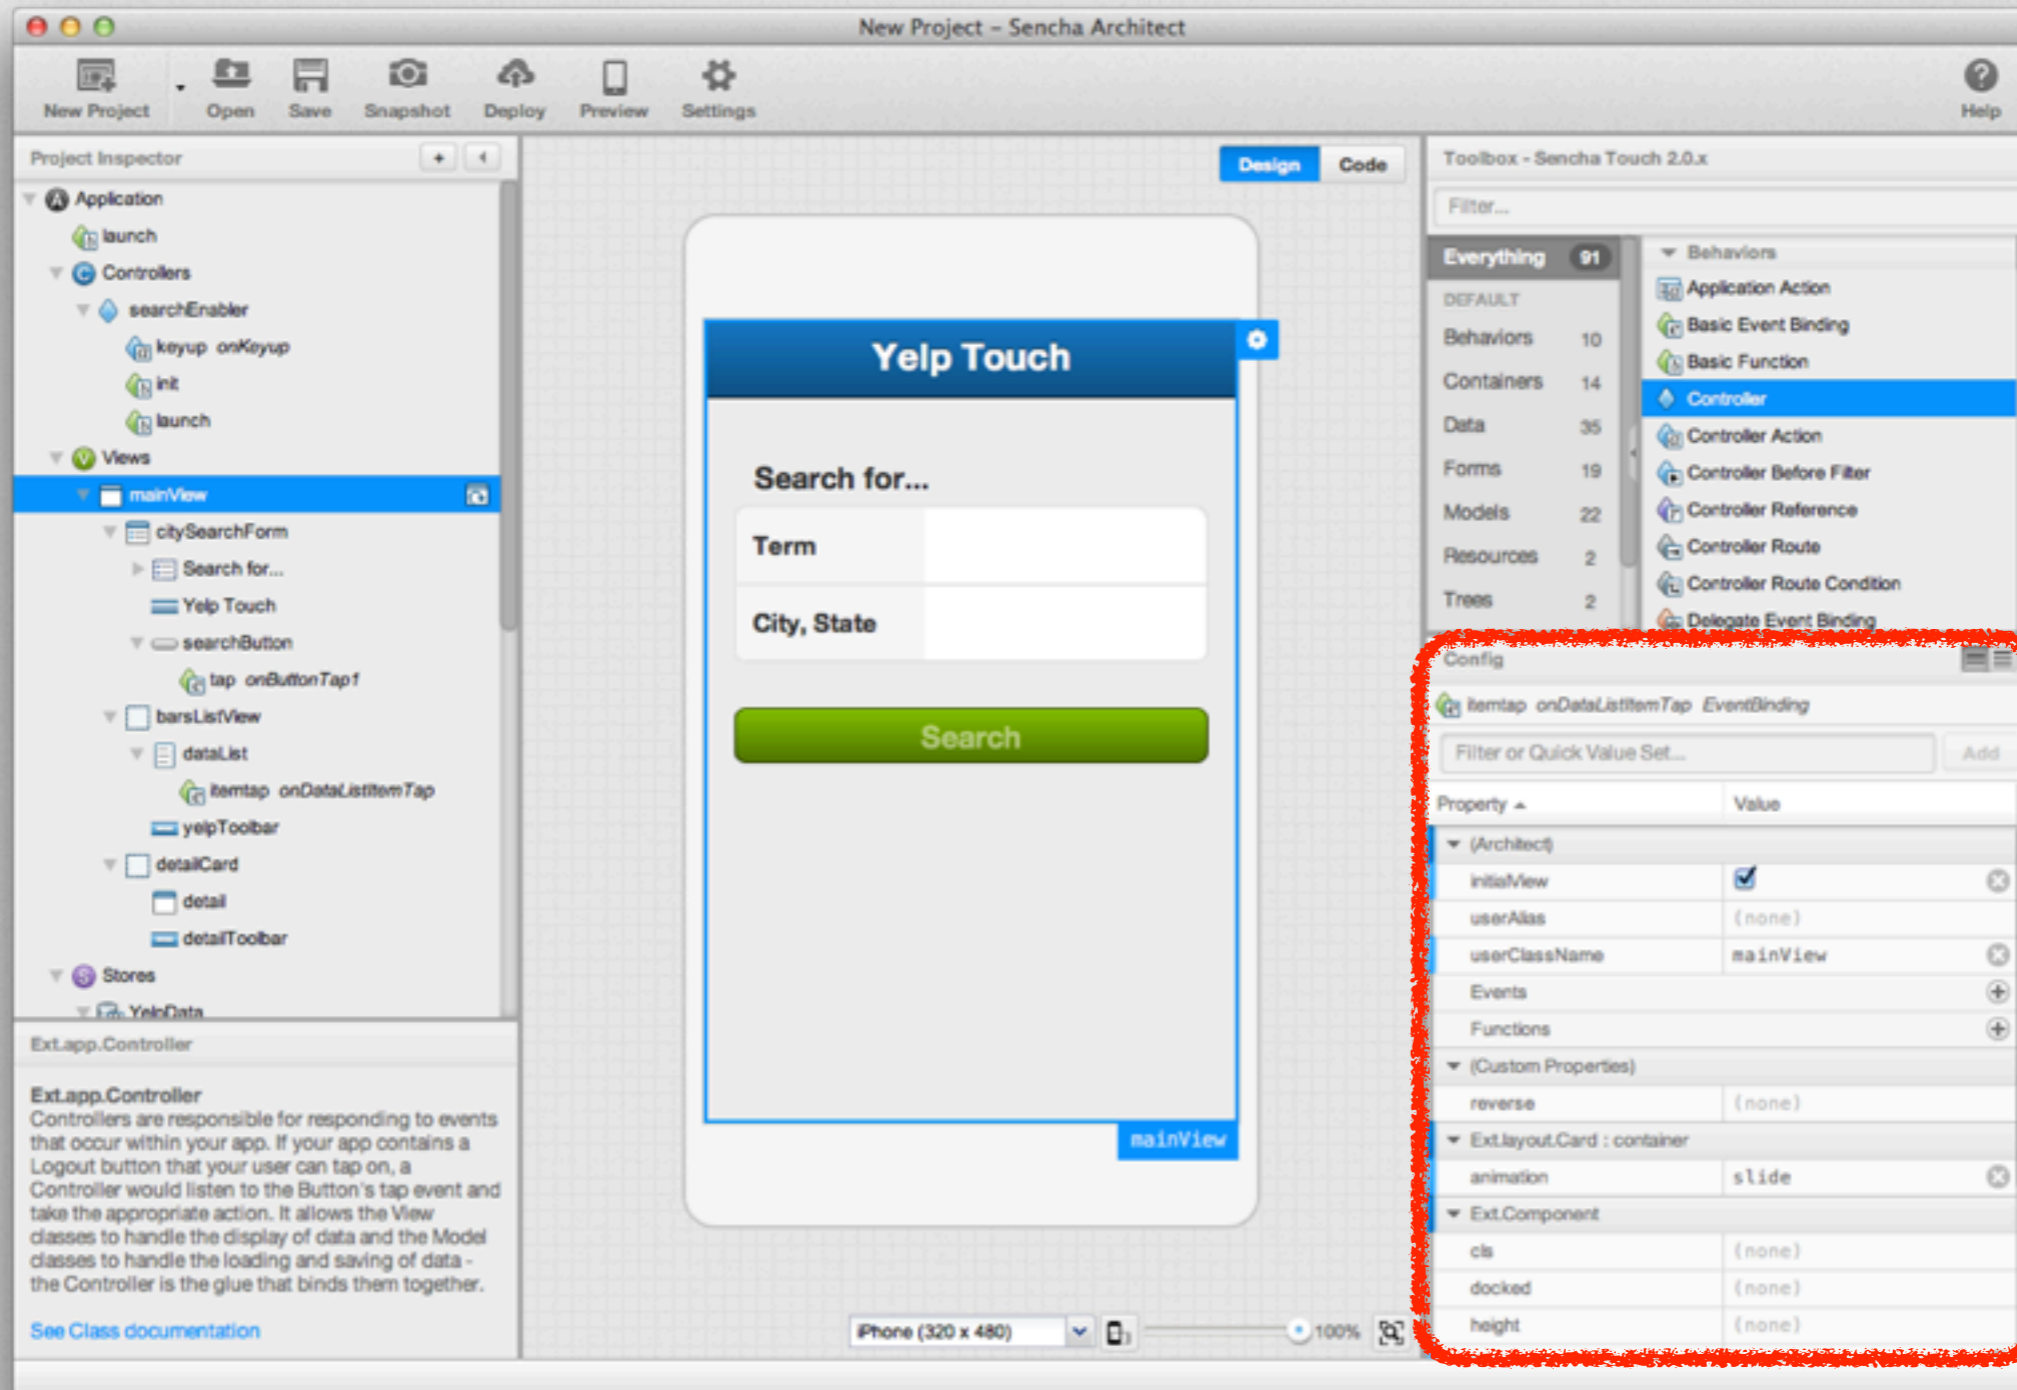 New Project – Sencha Architect
New Project
Open
Save
Snapshot
Deploy
Preview
Settings
Help
Project Inspector
Application
launch
Controllers
searchEnabler
keyup onKeyup
init
launch
Views
mainView
citySearchForm
Search for...
Yelp Touch
searchButton
tap onButtonTap1
barsListView
dataList
itemtap onDataListItemTap
yelpToolbar
detailCard
detail
detailToolbar
Stores
YelpData
Ext.app.Controller
Ext.app.Controller
Controllers are responsible for responding to events
that occur within your app. If your app contains a
Logout button that your user can tap on, a
Controller would listen to the Button's tap event and
take the appropriate action. It allows the View
classes to handle the display of data and the Model
classes to handle the loading and saving of data -
the Controller is the glue that binds them together.
See Class documentation
Design
Code
Yelp Touch
Search for...
Term
City, State
Search
mainView
iPhone (320 x 480)
100%
Toolbox - Sencha Touch 2.0.x
Filter...
Everything 91
DEFAULT
Behaviors 10
Containers 14
Data 35
Forms 19
Models 22
Resources 2
Trees 2
Behaviors
Application Action
Basic Event Binding
Basic Function
Controller
Controller Action
Controller Before Filter
Controller Reference
Controller Route
Controller Route Condition
Delegate Event Binding
Config
itemtap onDataListItemTap EventBinding
Filter or Quick Value Set...
Add
Property Value
(Architect)
initialView
userAlias (none)
userClassName mainView
Events
Functions
(Custom Properties)
reverse (none)
Ext.layout.Card : container
animation slide
Ext.Component
cls (none)
docked (none)
height (none)